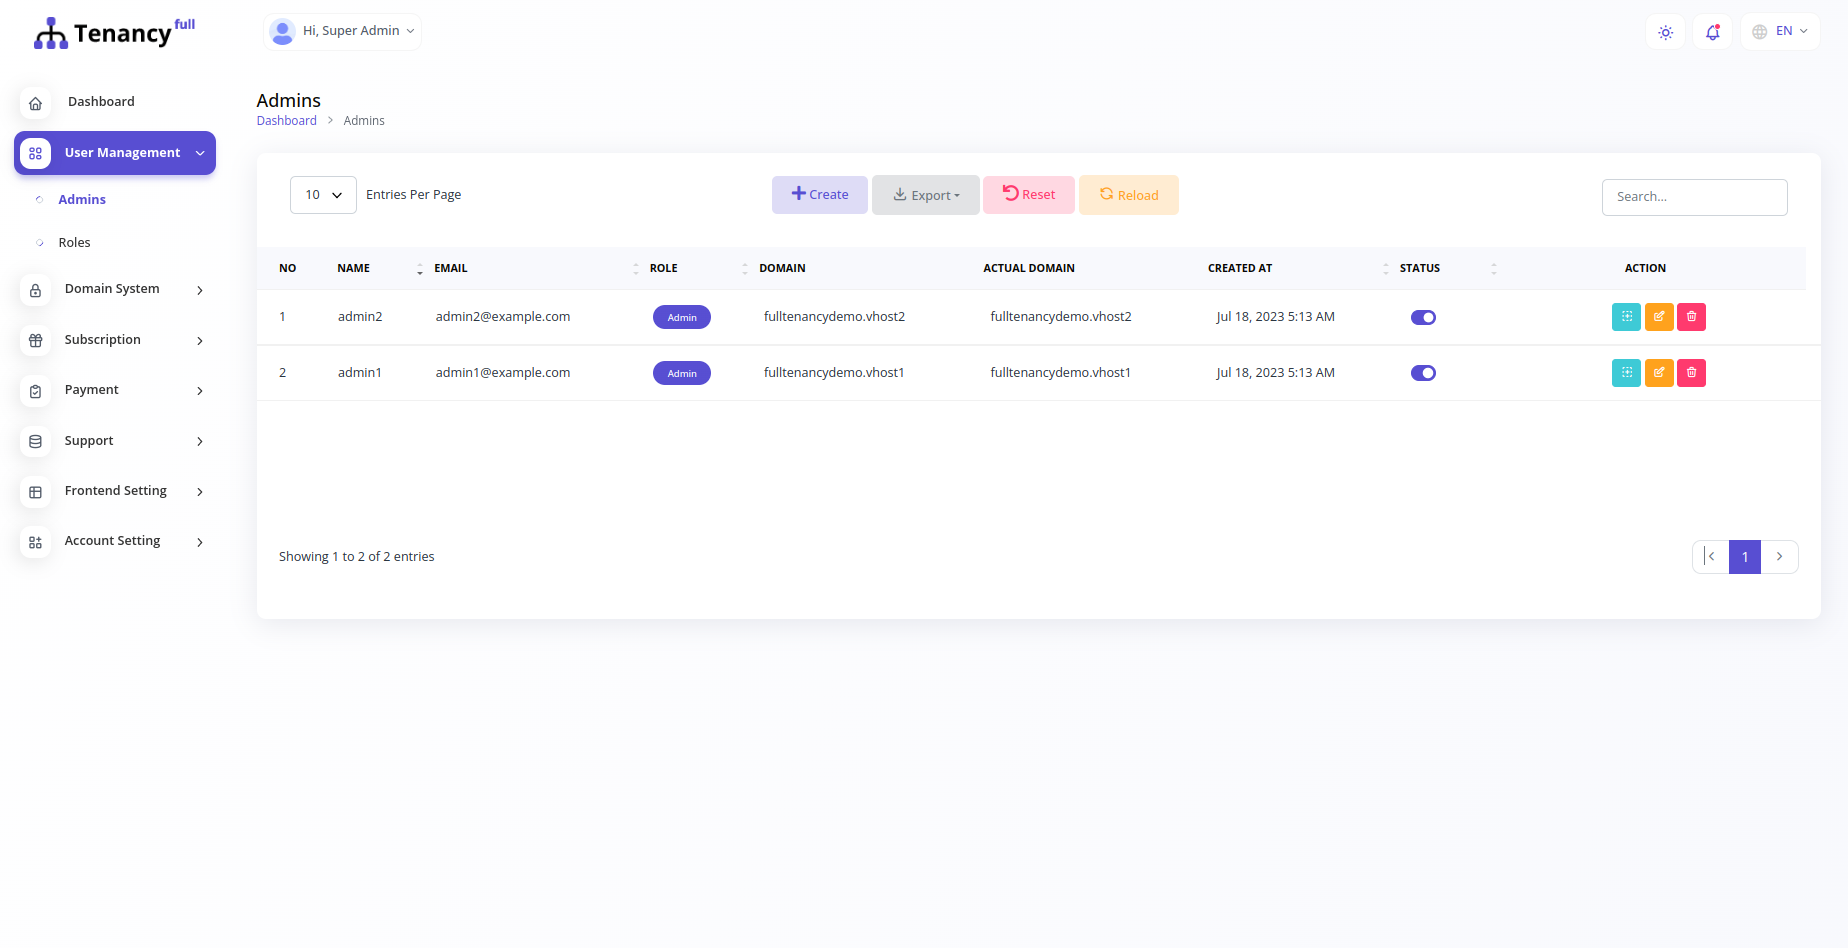 Tenancy full
Hi, Super Admin
EN
Dashboard
User Management
Admins
Roles
Domain System
Subscription
Payment
Support
Frontend Setting
Account Setting
Admins
Dashboard > Admins
10 Entries Per Page
Create Export Reset Reload
Search...
NO NAME EMAIL ROLE DOMAIN ACTUAL DOMAIN CREATED AT STATUS ACTION
1 admin2 admin2@example.com Admin fulltenancydemo.vhost2 fulltenancydemo.vhost2 Jul 18, 2023 5:13 AM
2 admin1 admin1@example.com Admin fulltenancydemo.vhost1 fulltenancydemo.vhost1 Jul 18, 2023 5:13 AM
Showing 1 to 2 of 2 entries
1